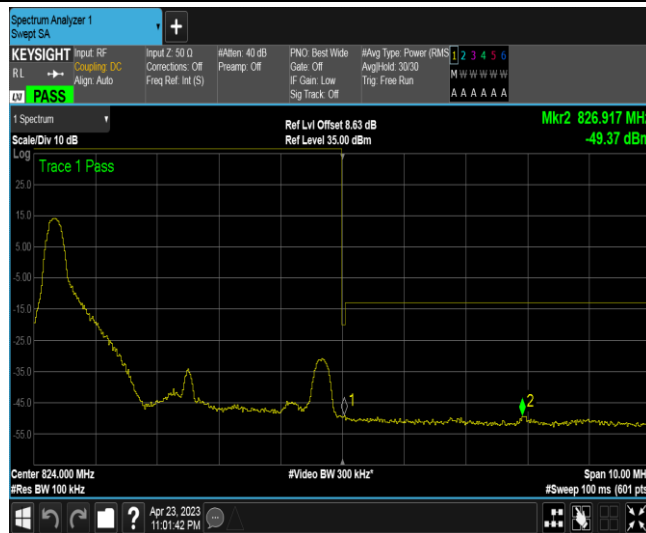 Spectrum Analyzer 1
Swept SA
+
KEYSIGHT
RL
LXI PASS
Input: RF
Coupling: DC
Align: Auto
Input Z: 50 Ω
Corrections: Off
Freq Ref: Int (S)
#Atten: 40 dB
Preamp: Off
PNO: Best Wide
Gate: Off
IF Gain: Low
Sig Track: Off
#Avg Type: Power (RMS
Avg|Hold: 30/30
Trig: Free Run
1 2 3 4 5 6
M W W W W W
A A A A A A
1 Spectrum
Scale/Div 10 dB
Ref Lvl Offset 8.63 dB
Ref Level 35.00 dBm
Mkr2 826.917 MHz
-49.37 dBm
Log
Trace 1 Pass
25.0
15.0
5.00
-5.00
-15.0
-25.0
-35.0
-45.0
-55.0
1
2
Center 824.000 MHz
#Res BW 100 kHz
#Video BW 300 kHz*
Span 10.00 MH
#Sweep 100 ms (601 pts
?
Apr 23, 2023
11:01:42 PM